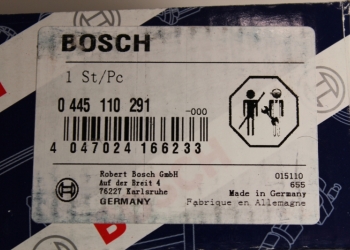 BOSCH
1 St/Pc
0 445 110 291
-000
4 047024 166233
Robert Bosch GmbH
Auf der Breit 4
76227 Karlsruhe
GERMANY
015110
655
Made in Germany
Fabrique en Allemagne